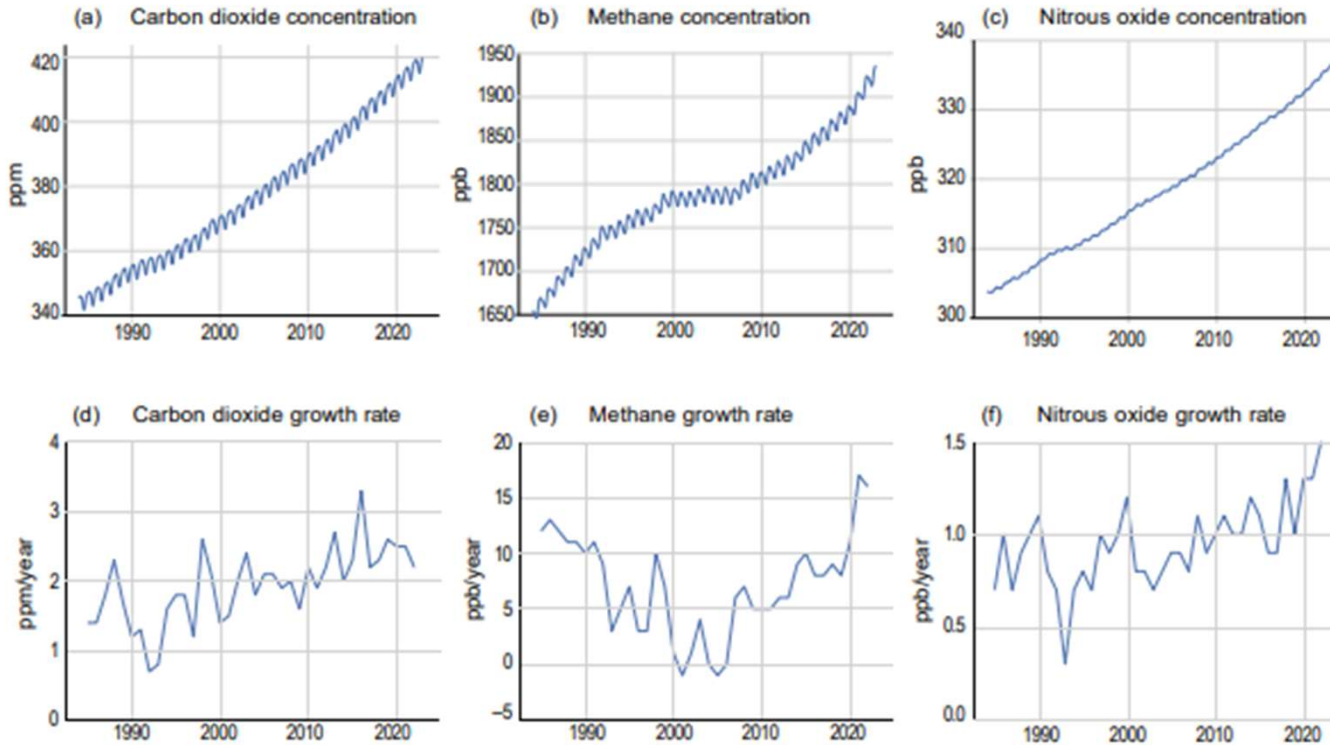 (a) Carbon dioxide concentration
420
400
380
360
340
ppm
1990 2000 2010 2020
(b) Methane concentration
1950
1900
1850
1800
1750
1700
1650
ppb
1990 2000 2010 2020
(c) Nitrous oxide concentration
340
330
320
310
300
ppb
1990 2000 2010 2020
(d) Carbon dioxide growth rate
4
3
2
1
0
ppm/year
1990 2000 2010 2020
(e) Methane growth rate
20
15
10
5
0
–5
ppb/year
1990 2000 2010 2020
(f) Nitrous oxide growth rate
1.5
1.0
0.5
0.0
ppb/year
1990 2000 2010 2020